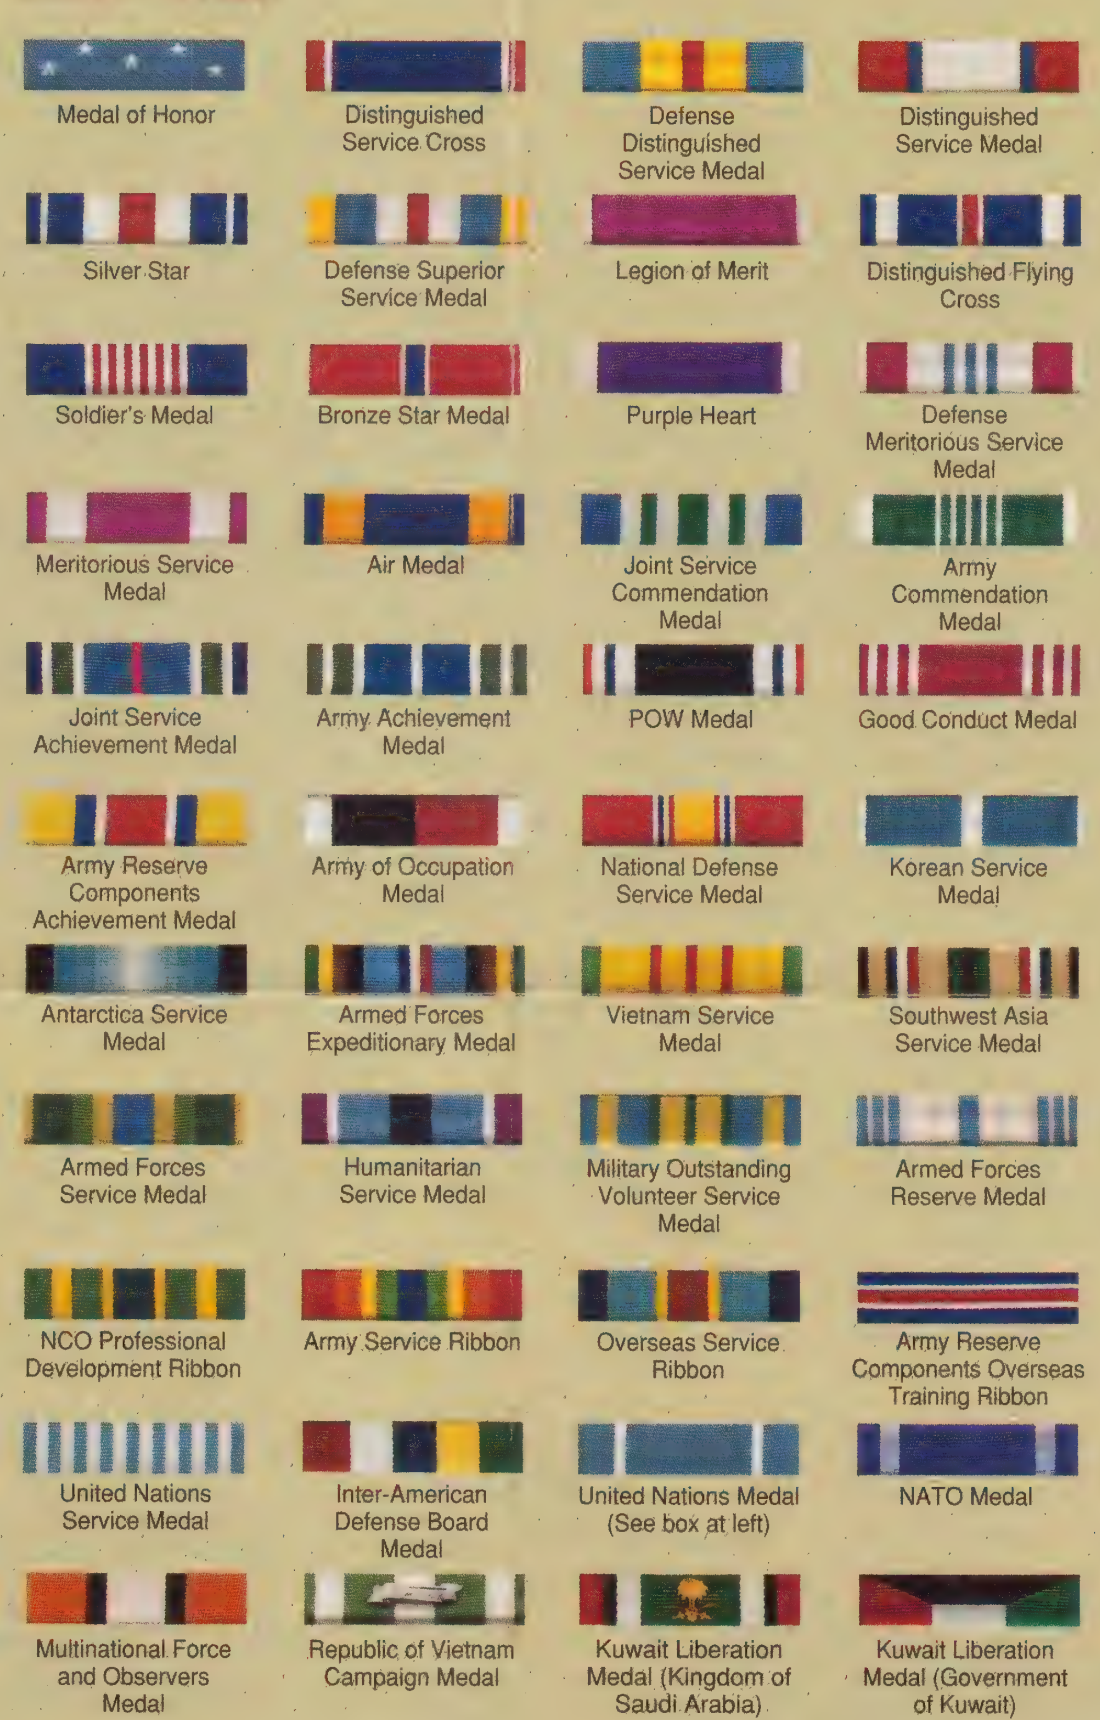 Medal of Honor
Distinguished
Service Cross
Defense
Distinguished
Service Medal
Distinguished
Service Medal
Silver Star
Defense Superior
Service Medal
Legion of Merit
Distinguished Flying
Cross
Soldier's Medal
Bronze Star Medal
Purple Heart
Defense
Meritorious Service
Medal
Meritorious Service
Medal
Air Medal
Joint Service
Commendation
Medal
Army
Commendation
Medal
Joint Service
Achievement Medal
Army Achievement
Medal
POW Medal
Good Conduct Medal
Army Reserve
Components
Achievement Medal
Army of Occupation
Medal
National Defense
Service Medal
Korean Service
Medal
Antarctica Service
Medal
Armed Forces
Expeditionary Medal
Vietnam Service
Medal
Southwest Asia
Service Medal
Armed Forces
Service Medal
Humanitarian
Service Medal
Military Outstanding
Volunteer Service
Medal
Armed Forces
Reserve Medal
NCO Professional
Development Ribbon
Army Service Ribbon
Overseas Service
Ribbon
Army Reserve
Components Overseas
Training Ribbon
United Nations
Service Medal
Inter-American
Defense Board
Medal
United Nations Medal
(See box at left)
NATO Medal
Multinational Force
and Observers
Medal
Republic of Vietnam
Campaign Medal
Kuwait Liberation
Medal (Kingdom of
Saudi Arabia)
Kuwait Liberation
Medal (Government
of Kuwait)